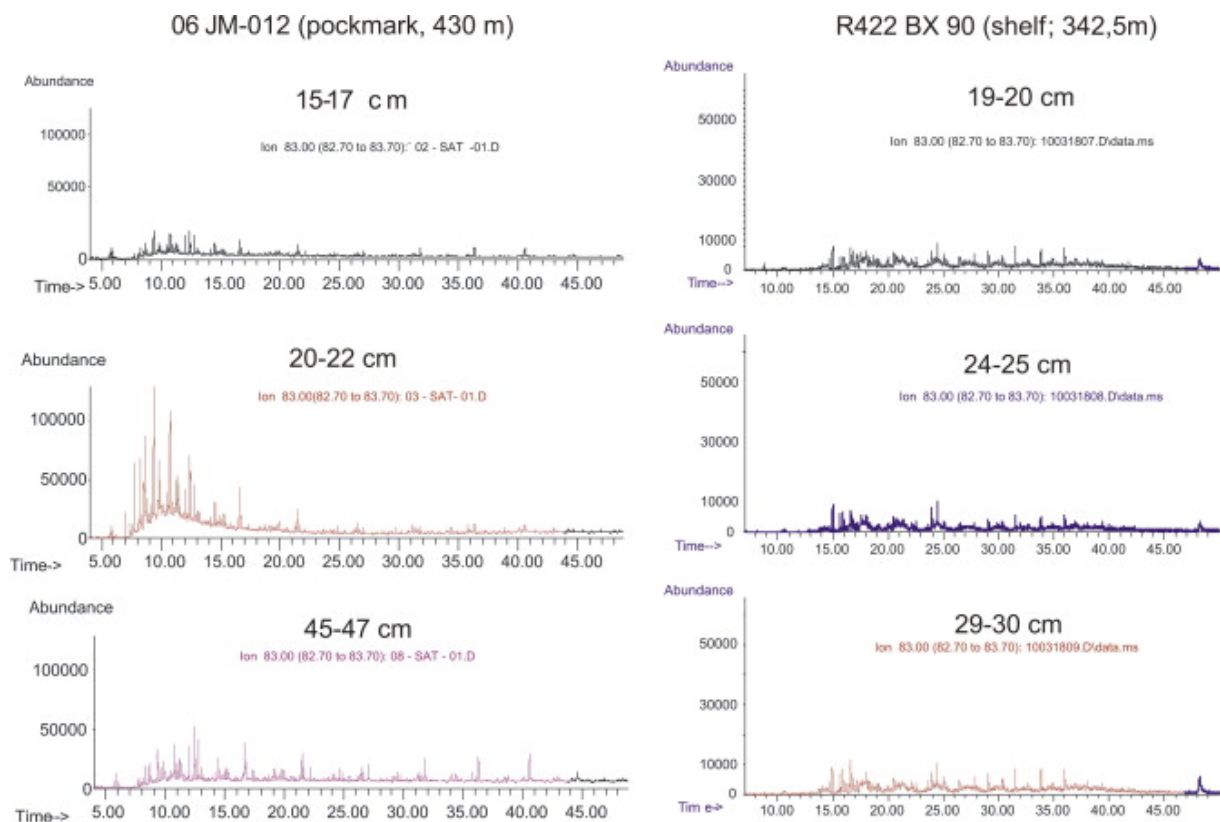 06 JM-012 (pockmark, 430 m)
R422 BX 90 (shelf; 342,5m)
Abundance
15-17 c m
Ion 83.00 (82.70 to 83.70): 02 - SAT -01.D
100000
50000
0
Time-> 5.00 10.00 15.00 20.00 25.00 30.00 35.00 40.00 45.00
Abundance
19-20 cm
Ion 83.00 (82.70 to 83.70): 10031807.D\data.ms
50000
30000
10000
0
Time--> 10.00 15.00 20.00 25.00 30.00 35.00 40.00 45.00
Abundance
20-22 cm
Ion 83.00(82.70 to 83.70): 03 - SAT- 01.D
100000
50000
0
Time-> 5.00 10.00 15.00 20.00 25.00 30.00 35.00 40.00 45.00
Abundance
24-25 cm
Ion 83.00 (82.70 to 83.70): 10031808.D\data.ms
50000
30000
10000
0
Time--> 10.00 15.00 20.00 25.00 30.00 35.00 40.00 45.00
Abundance
45-47 cm
Ion 83.00 (82.70 to 83.70): 08 - SAT - 01.D
100000
50000
0
Time-> 5.00 10.00 15.00 20.00 25.00 30.00 35.00 40.00 45.00
Abundance
29-30 cm
Ion 83.00 (82.70 to 83.70): 10031809.D\data.ms
50000
30000
10000
0
Tim e--> 10.00 15.00 20.00 25.00 30.00 35.00 40.00 45.00